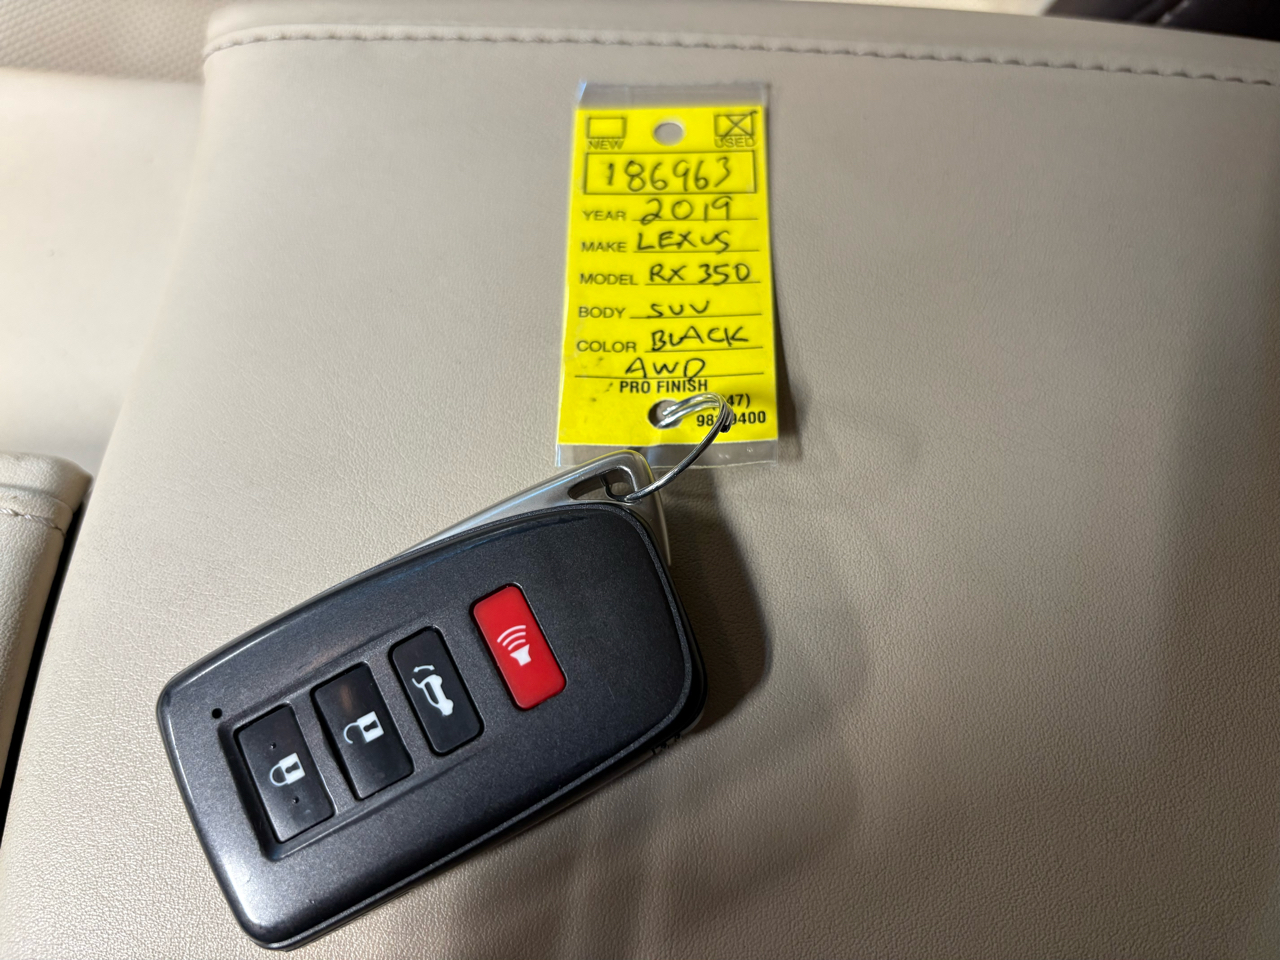 NEW USED
186963
YEAR 2019
MAKE LEXUS
MODEL RX 350
BODY SUV
COLOR BLACK
AWD
PRO FINISH